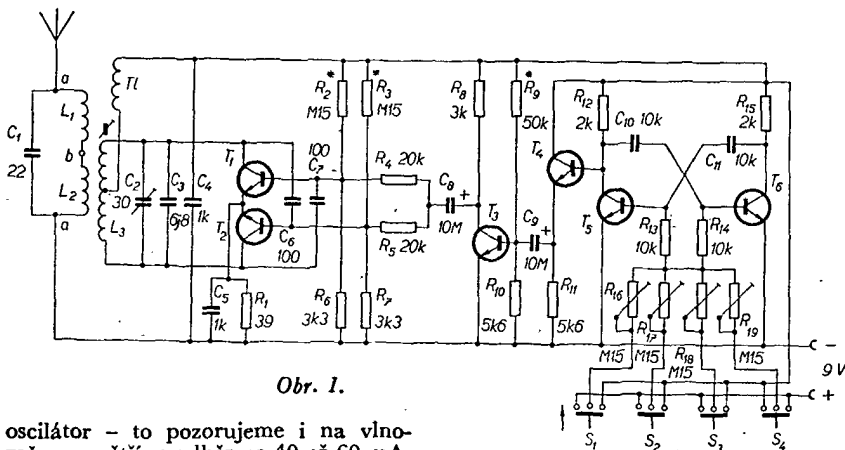 a
L1
Tl
C1
22
b
L2
a
C2
30
L3
C3
6j8
C4
1k
T1
T2
C5
1k
R1
39
C6
100
100
C7
*
R2
M15
*
R3
M15
R4 20k
R5
20k
R6
3k3
R7
3k3
C8
+
10M
R8
3k
T3
*
R9
50k
C9
+
10M
R10
5k6
R11
5k6
T4
R12
2k
C10 10k
T5
C11
10k
R15
2k
T6
R13
10k
R14
10k
R16
M15
R17
M15
R18
M15
R19
M15
−
9 V
+
S1
S2
S3
S4
Obr. 1.
oscilátor – to pozorujeme i na vlno-